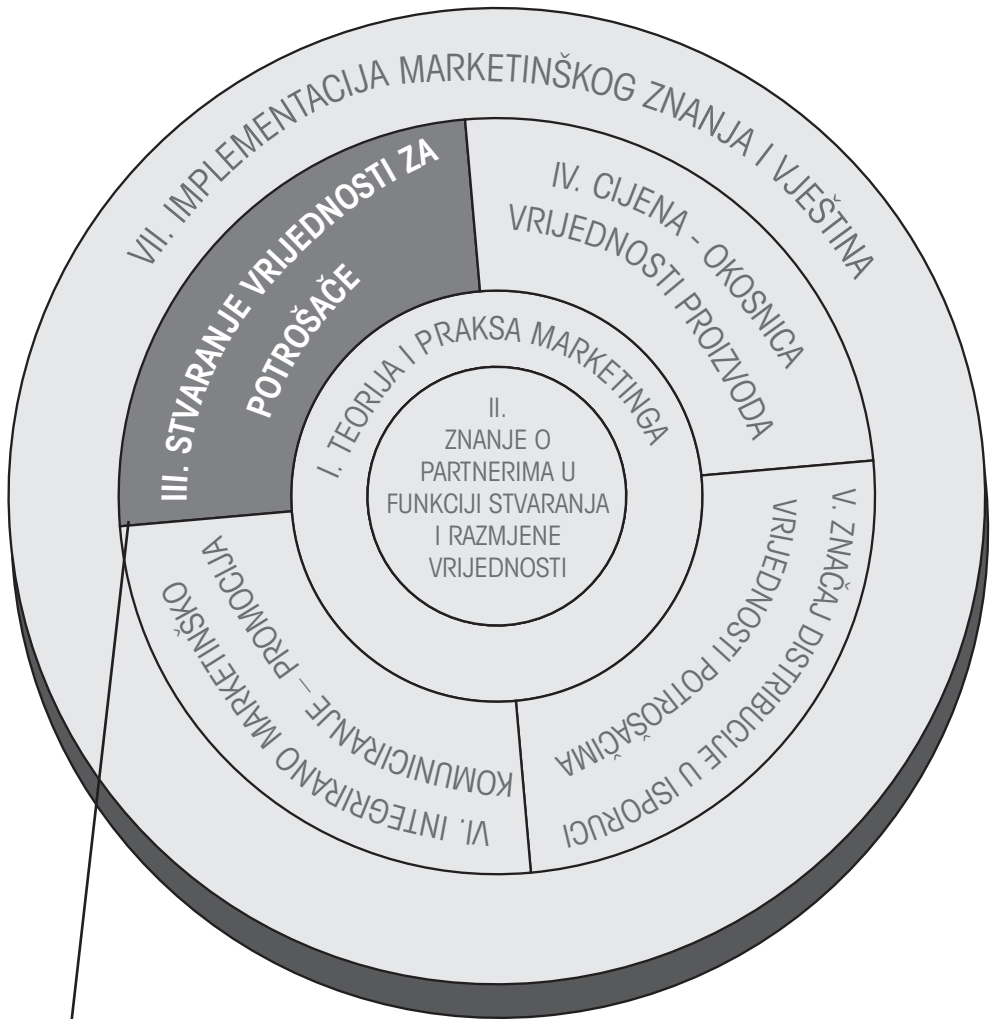 VII. IMPLEMENTACIJA MARKETINŠKOG ZNANJA I VJEŠTINA
III. STVARANJE VRIJEDNOSTI ZA
POTROŠAČE
IV. CIJENA - OKOSNICA
VRIJEDNOSTI PROIZVODA
I. TEORIJA I PRAKSA MARKETINGA
II.
ZNANJE O
PARTNERIMA U
FUNKCIJI STVARANJA
I RAZMJENE
VRIJEDNOSTI
V. ZNAČAJ DISTRIBUCIJE U ISPORUCI
VRIJEDNOSTI POTROŠAČIMA
VI. INTEGRIRANO MARKETINŠKO
KOMUNICIRANJE – PROMOCIJA